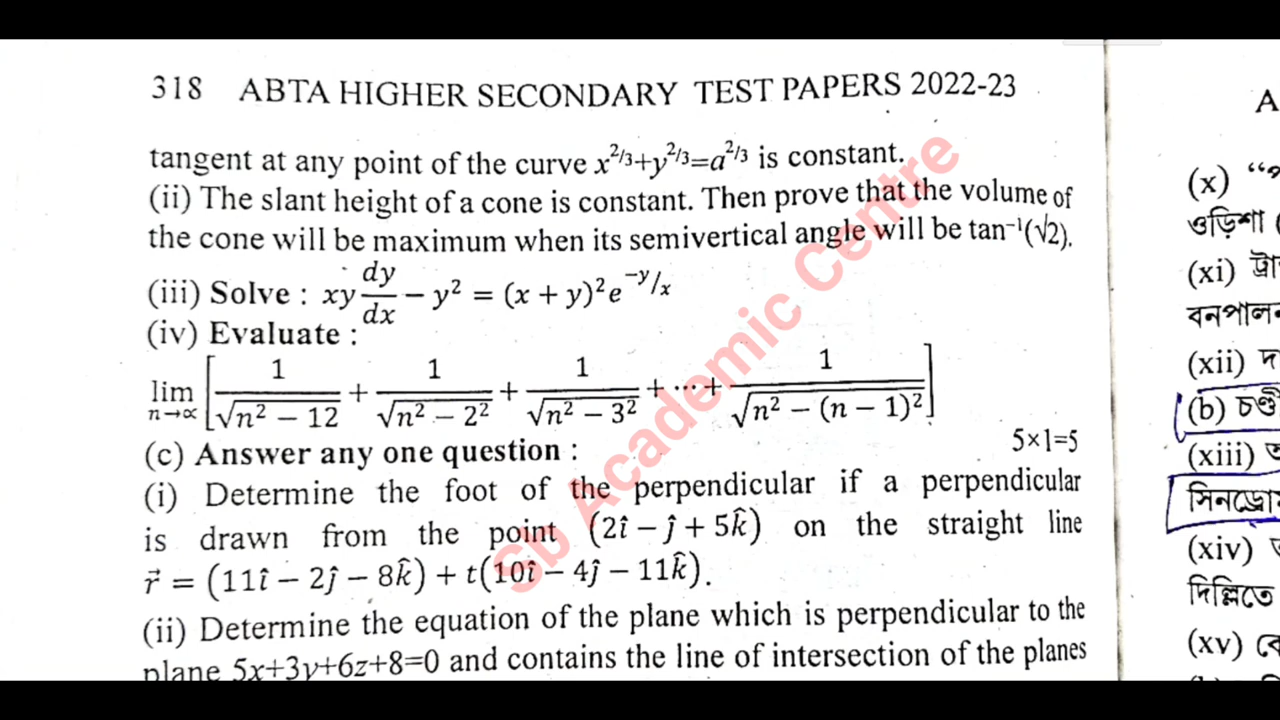 318 ABTA HIGHER SECONDARY TEST PAPERS 2022-23
tangent at any point of the curve x^{2/3}+y^{2/3}=a^{2/3} is constant.
(ii) The slant height of a cone is constant. Then prove that the volume of
the cone will be maximum when its semivertical angle will be tan⁻¹(√2).
(iii) Solve : xy dy/dx − y² = (x + y)²e^{−y/x}
(iv) Evaluate :
lim n→∝ [1/√(n² − 12) + 1/√(n² − 2²) + 1/√(n² − 3²) + ⋯ + 1/√(n² − (n − 1)²)]
(c) Answer any one question : 5×1=5
(i) Determine the foot of the perpendicular if a perpendicular
is drawn from the point (2î − ĵ + 5k̂) on the straight line
r⃗ = (11î − 2ĵ − 8k̂) + t(10î − 4ĵ − 11k̂).
(ii) Determine the equation of the plane which is perpendicular to the
plane 5x+3y+6z+8=0 and contains the line of intersection of the planes
Sb Academic Centre
A
(x)
ওড়িশা
(xi)
বনপাল
(xii)
(b) চণ্ডী
(xiii)
(xiv)
দিল্লিতে
(xv)